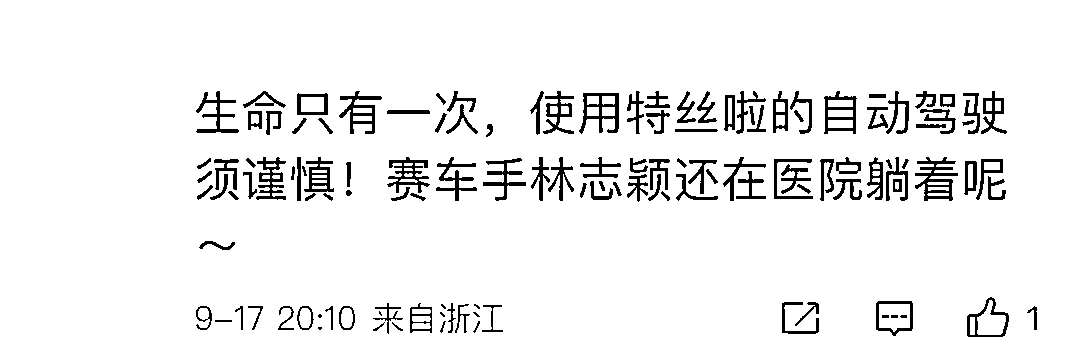 生命只有一次，使用特丝啦的自动驾驶
须谨慎！赛车手林志颖还在医院躺着呢
～
9-17 20:10 来自浙江 1